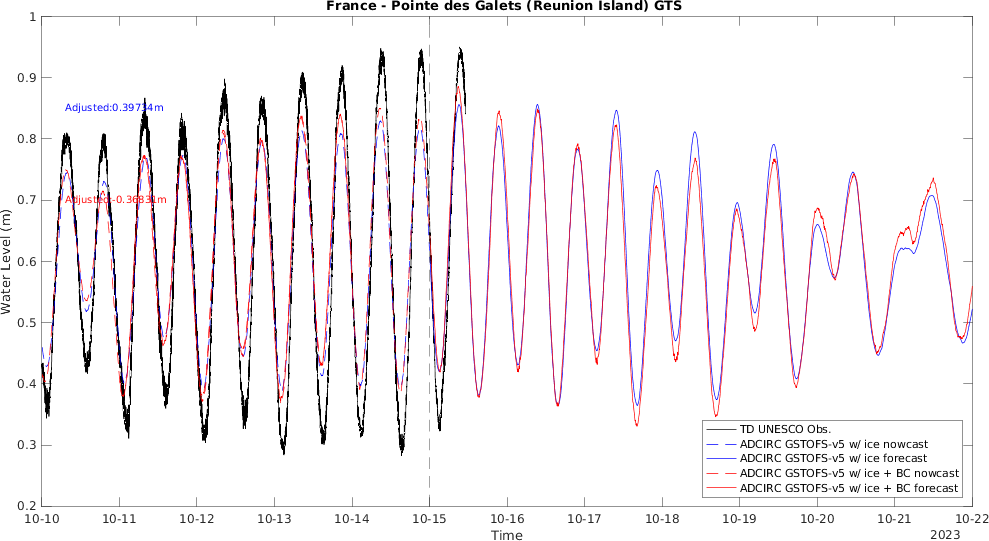 France - Pointe des Galets (Reunion Island) GTS
1
0.9
0.8
0.7
0.6
0.5
0.4
0.3
0.2
Water Level (m)
Adjusted:0.39734m
Adjusted:-0.36831m
TD UNESCO Obs.
ADCIRC GSTOFS-v5 w/ ice nowcast
ADCIRC GSTOFS-v5 w/ ice forecast
ADCIRC GSTOFS-v5 w/ ice + BC nowcast
ADCIRC GSTOFS-v5 w/ ice + BC forecast
10-10 10-11 10-12 10-13 10-14 10-15 10-16 10-17 10-18 10-19 10-20 10-21 10-22
Time
2023